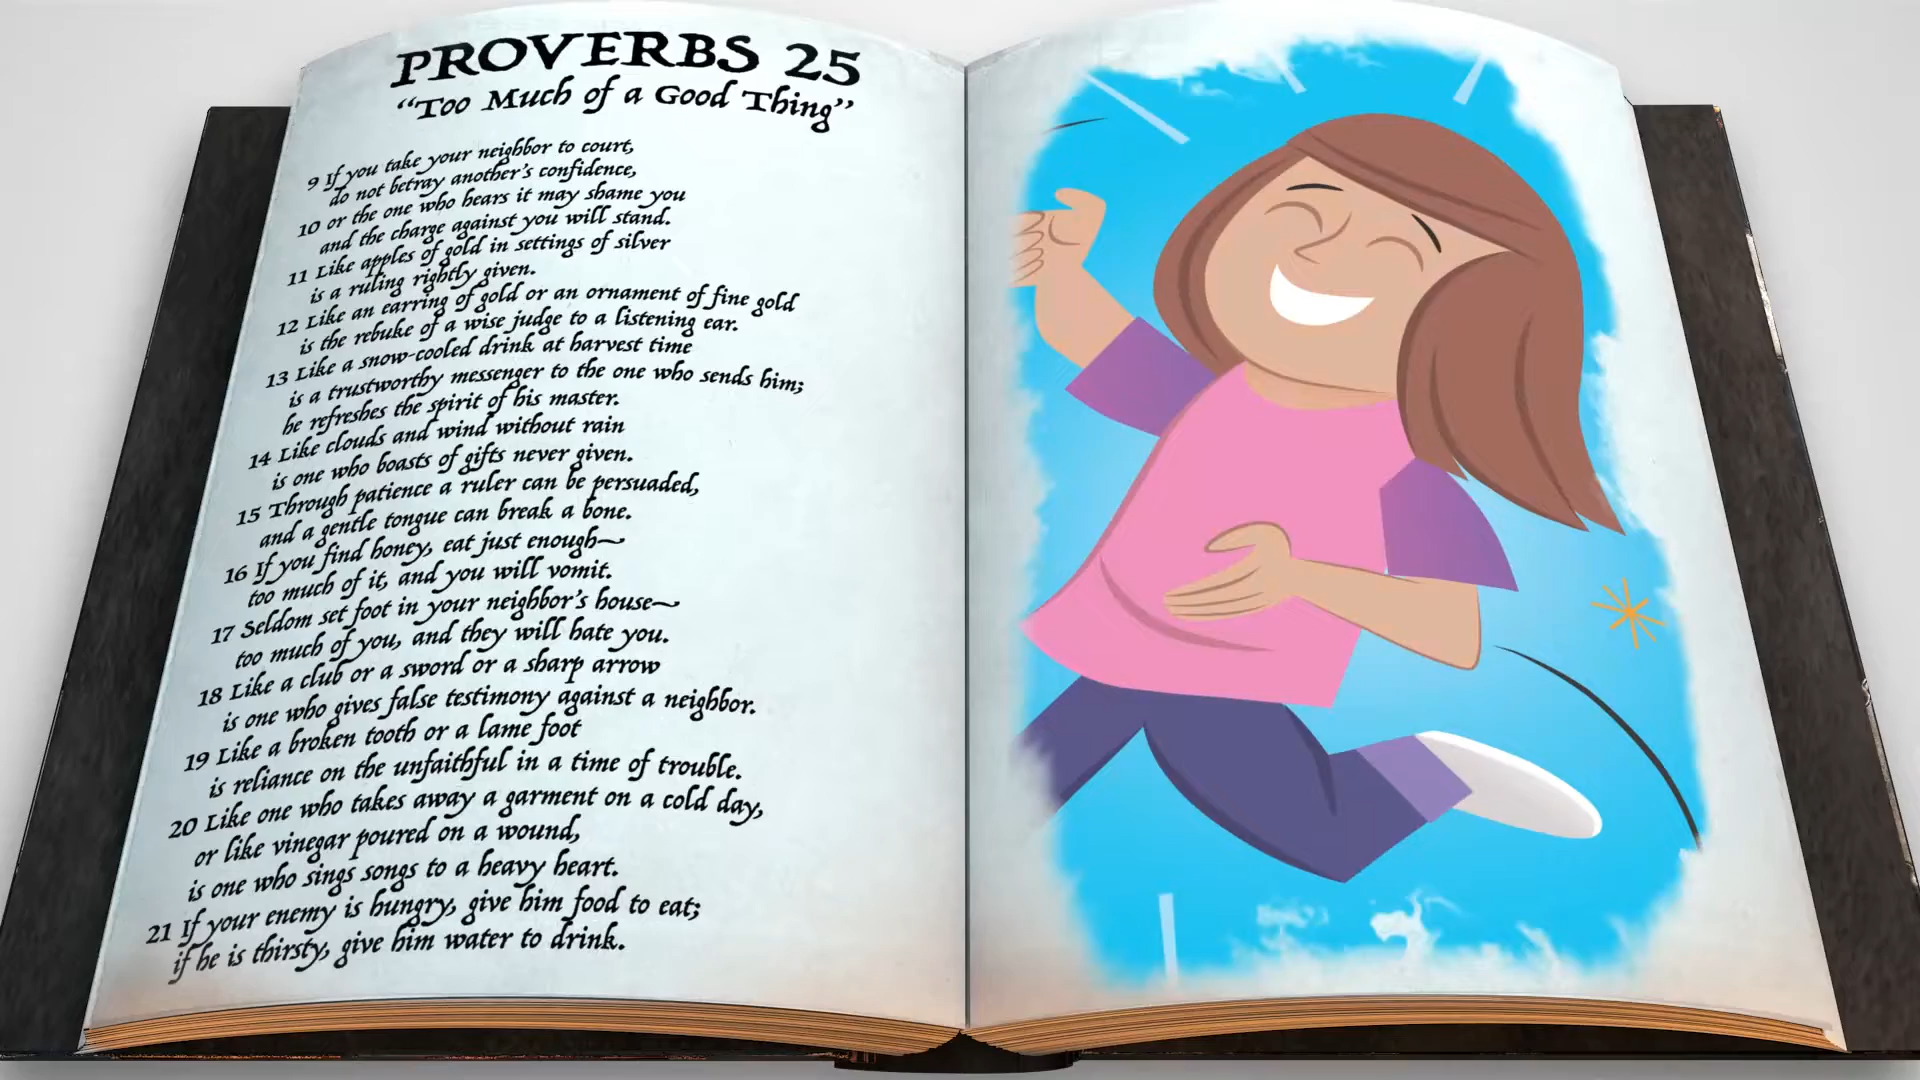 PROVERBS 25
“Too Much of a Good Thing”
9 If you take your neighbor to court,
do not betray another’s confidence,
10 or the one who hears it may shame you
and the charge against you will stand.
11 Like apples of gold in settings of silver
is a ruling rightly given.
12 Like an earring of gold or an ornament of fine gold
is the rebuke of a wise judge to a listening ear.
13 Like a snow-cooled drink at harvest time
is a trustworthy messenger to the one who sends him;
he refreshes the spirit of his master.
14 Like clouds and wind without rain
is one who boasts of gifts never given.
15 Through patience a ruler can be persuaded,
and a gentle tongue can break a bone.
16 If you find honey, eat just enough—
too much of it, and you will vomit.
17 Seldom set foot in your neighbor’s house—
too much of you, and they will hate you.
18 Like a club or a sword or a sharp arrow
is one who gives false testimony against a neighbor.
19 Like a broken tooth or a lame foot
is reliance on the unfaithful in a time of trouble.
20 Like one who takes away a garment on a cold day,
or like vinegar poured on a wound,
is one who sings songs to a heavy heart.
21 If your enemy is hungry, give him food to eat;
if he is thirsty, give him water to drink.